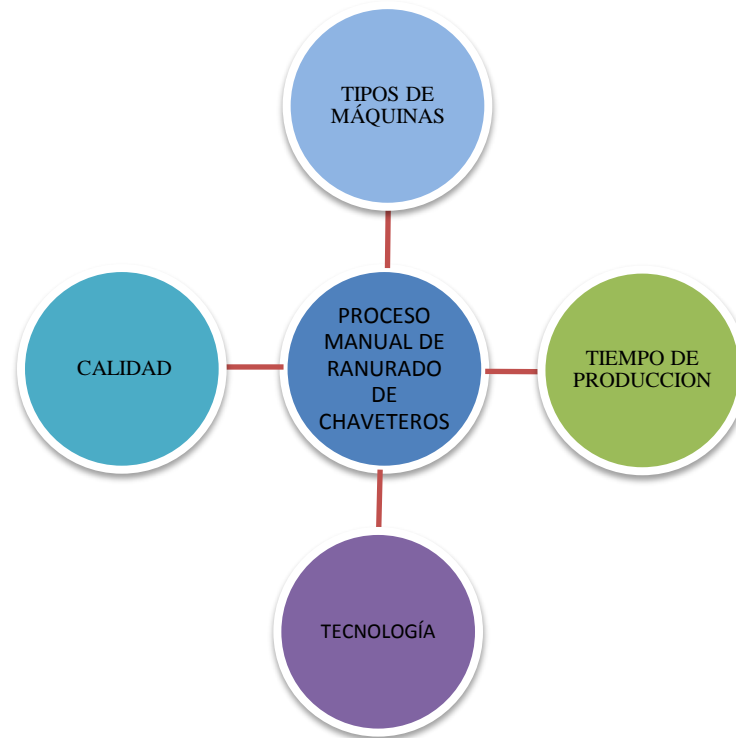 TIPOS DE
MÁQUINAS
CALIDAD
PROCESO
MANUAL DE
RANURADO
DE
CHAVETEROS
TIEMPO DE
PRODUCCION
TECNOLOGÍA